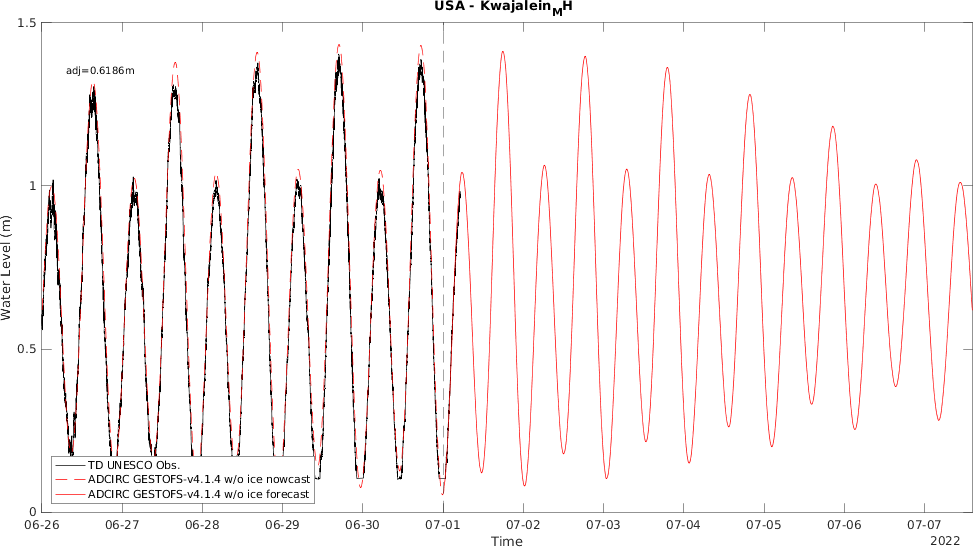 USA - Kwajalein_MH
1.5
adj=0.6186m
1
Water Level (m)
0.5
TD UNESCO Obs.
ADCIRC GESTOFS-v4.1.4 w/o ice nowcast
ADCIRC GESTOFS-v4.1.4 w/o ice forecast
0
06-26 06-27 06-28 06-29 06-30 07-01 07-02 07-03 07-04 07-05 07-06 07-07
Time
2022